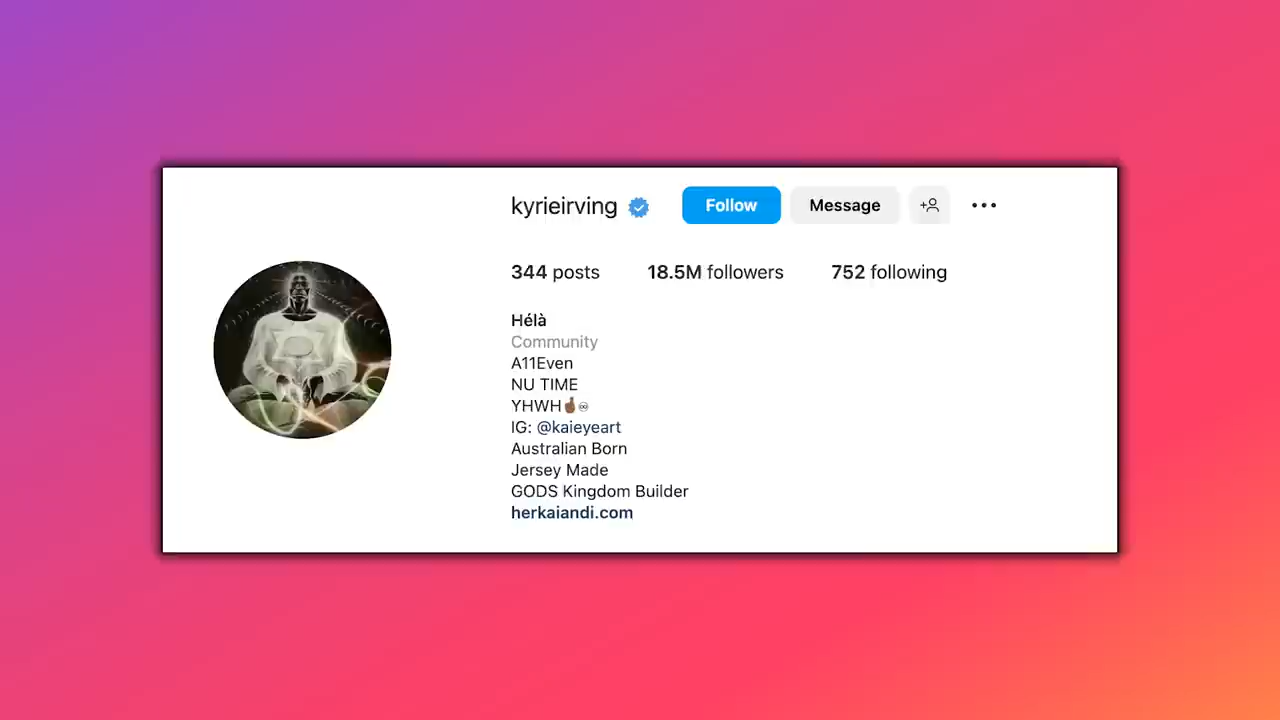 kyrieirving Follow Message
344 posts 18.5M followers 752 following
Hélà
Community
A11Even
NU TIME
YHWH🤞🏾♾
IG: @kaieyeart
Australian Born
Jersey Made
GODS Kingdom Builder
herkaiandi.com